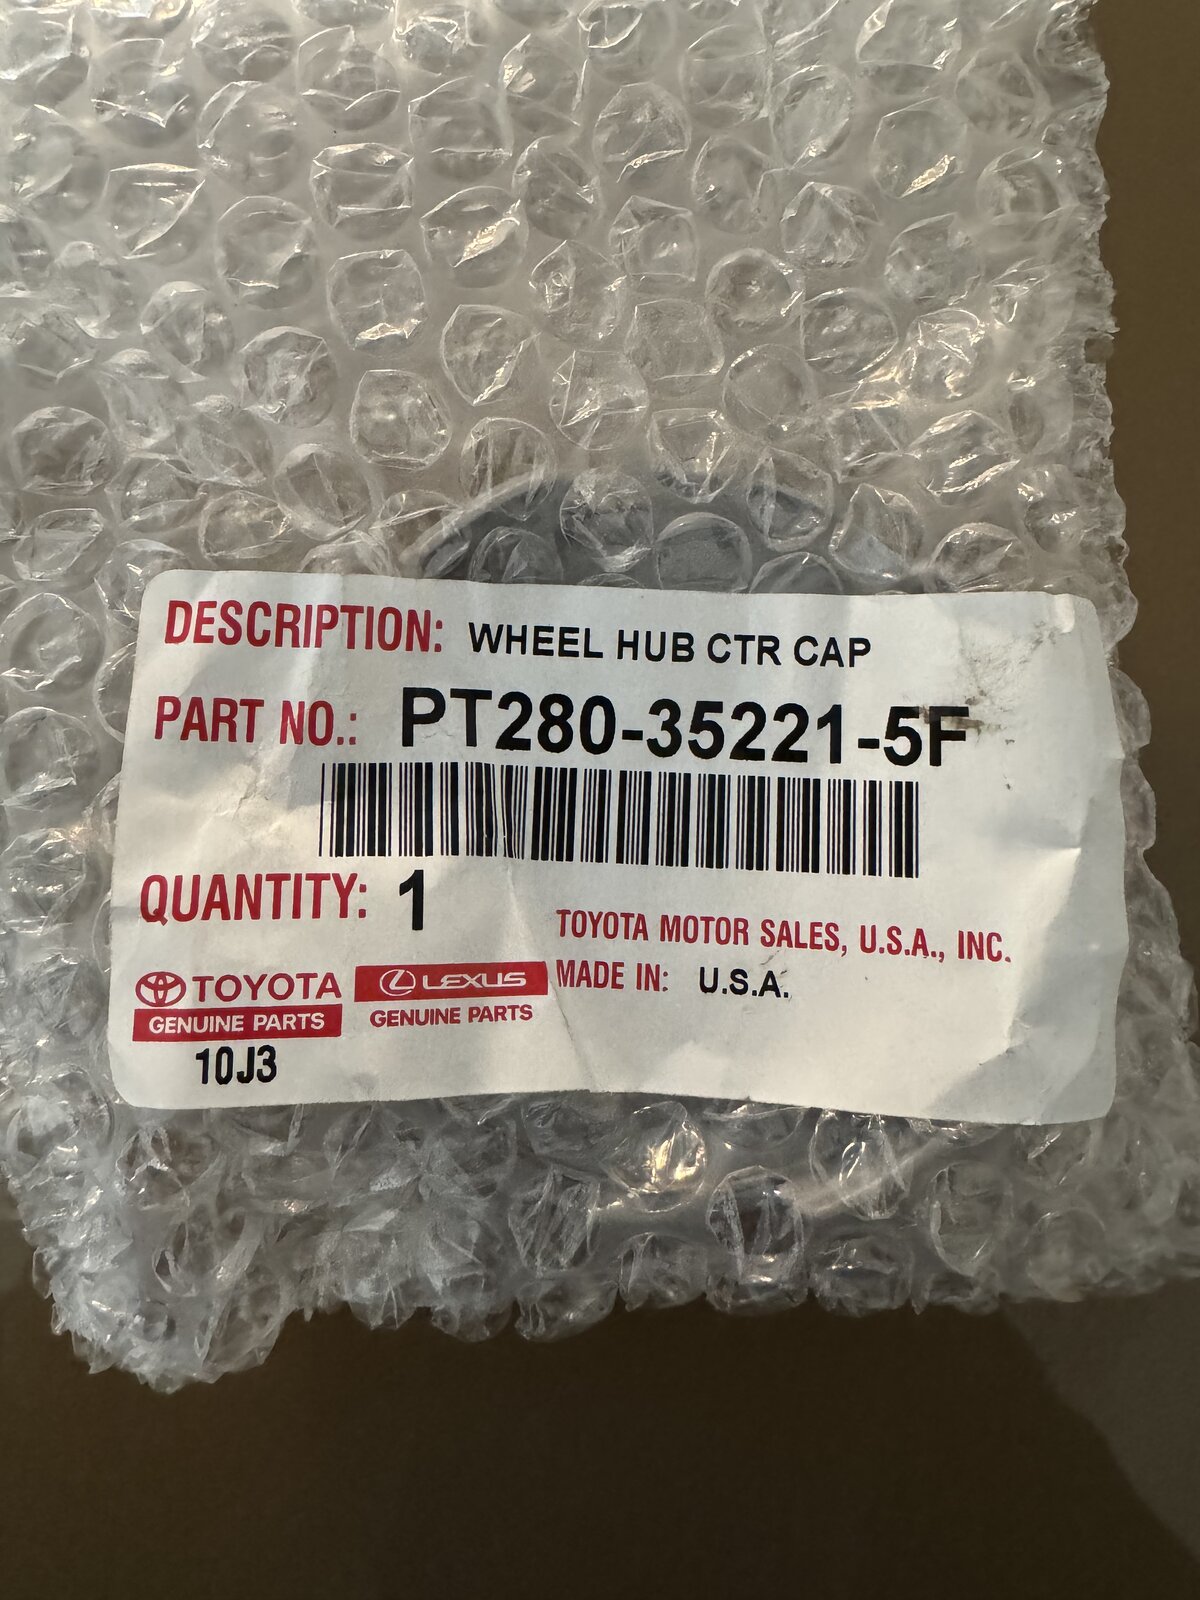 DESCRIPTION: WHEEL HUB CTR CAP
PART NO.: PT280-35221-5F
QUANTITY: 1
TOYOTA MOTOR SALES, U.S.A., INC.
MADE IN: U.S.A.
TOYOTA
GENUINE PARTS
LEXUS
GENUINE PARTS
10J3